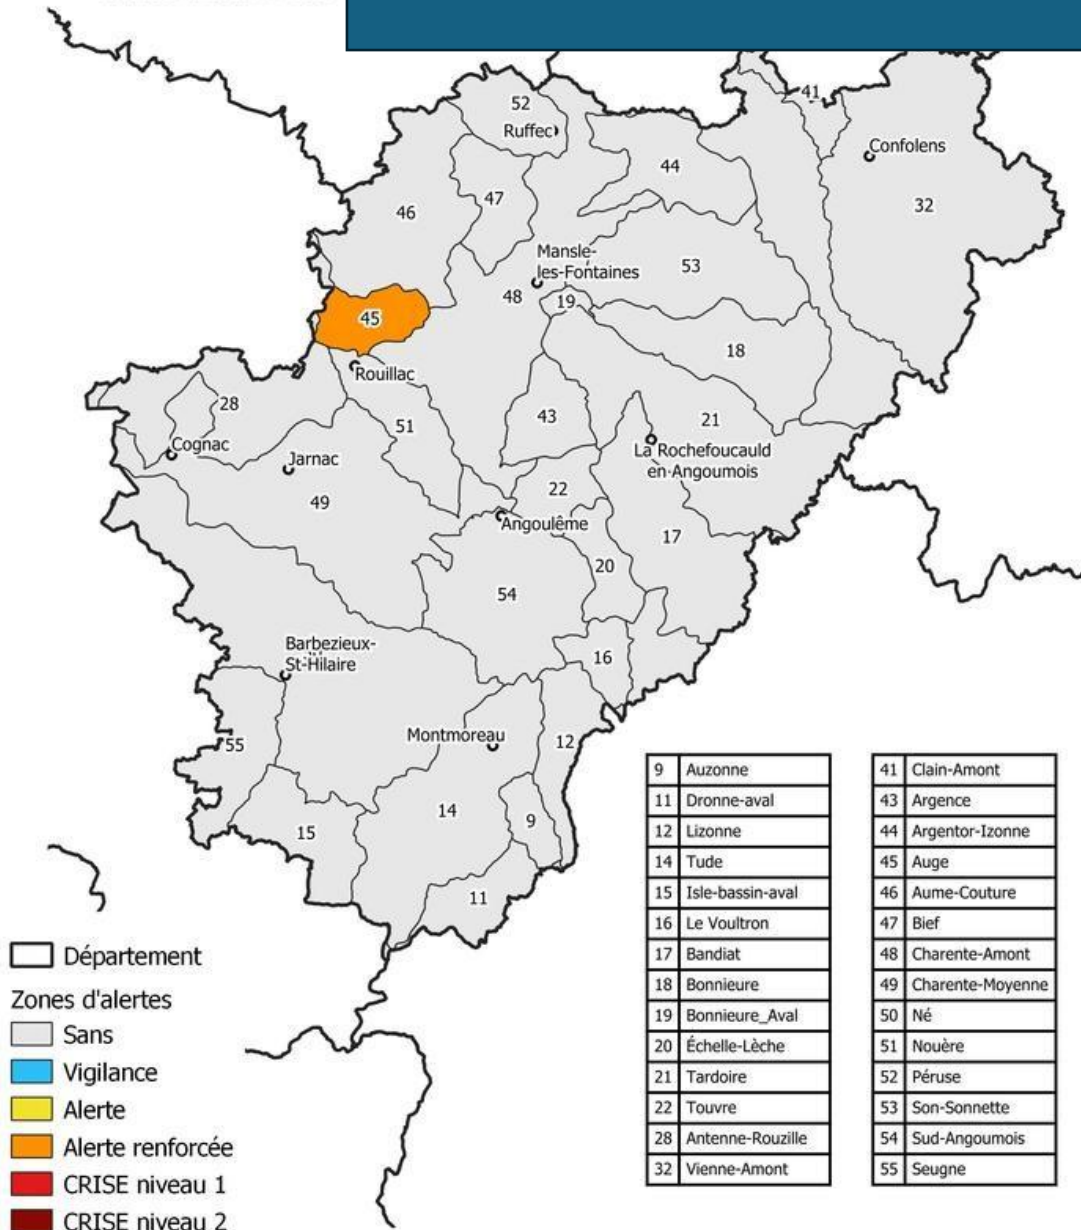 41
52
Ruffec
Confolens
44
47
46
32
Mansle-
les-Fontaines
53
48
19
45
18
Rouillac
28
43
21
51
Cognac
La Rochefoucauld
en-Angoumois
Jarnac
22
49
Angoulême
17
20
54
Barbezieux-
St-Hilaire
16
Montmoreau
12
55
14
9
15
11
9 Auzonne
11 Dronne-aval
12 Lizonne
14 Tude
15 Isle-bassin-aval
16 Le Voultron
17 Bandiat
18 Bonnieure
19 Bonnieure_Aval
20 Échelle-Lèche
21 Tardoire
22 Touvre
28 Antenne-Rouzille
32 Vienne-Amont
41 Clain-Amont
43 Argence
44 Argentor-Izonne
45 Auge
46 Aume-Couture
47 Bief
48 Charente-Amont
49 Charente-Moyenne
50 Né
51 Nouère
52 Péruse
53 Son-Sonnette
54 Sud-Angoumois
55 Seugne
Département
Zones d'alertes
Sans
Vigilance
Alerte
Alerte renforcée
CRISE niveau 1
CRISE niveau 2